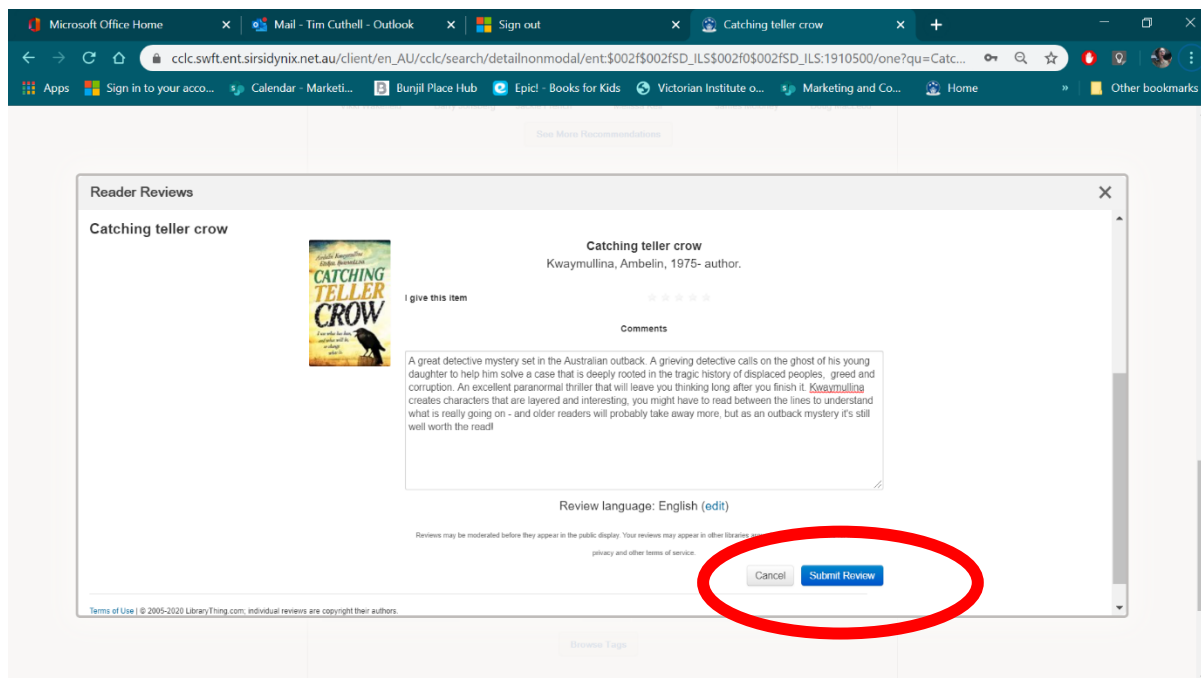 Microsoft Office Home
Mail - Tim Cuthell - Outlook
Sign out
Catching teller crow
cclc.swft.ent.sirsidynix.net.au/client/en_AU/cclc/search/detailnonmodal/ent:$002f$002fSD_ILS$002f0$002fSD_ILS:1910500/one?qu=Catc...
Apps
Sign in to your acco...
Calendar - Marketi...
Bunjil Place Hub
Epic! - Books for Kids
Victorian Institute o...
Marketing and Co...
Home
»
Other bookmarks
See More Recommendations
Reader Reviews
Catching teller crow
CATCHING
TELLER
CROW
Catching teller crow
Kwaymullina, Ambelin, 1975- author.
I give this item
Comments
A great detective mystery set in the Australian outback. A grieving detective calls on the ghost of his young
daughter to help him solve a case that is deeply rooted in the tragic history of displaced peoples, greed and
corruption. An excellent paranormal thriller that will leave you thinking long after you finish it. Kwaymullina
creates characters that are layered and interesting, you might have to read between the lines to understand
what is really going on - and older readers will probably take away more, but as an outback mystery it's still
well worth the read!
Review language: English (edit)
Reviews may be moderated before they appear in the public display. Your reviews may appear in other libraries
privacy and other terms of service.
Cancel
Submit Review
Terms of Use | © 2005-2020 LibraryThing.com; individual reviews are copyright their authors.
Browse Tags